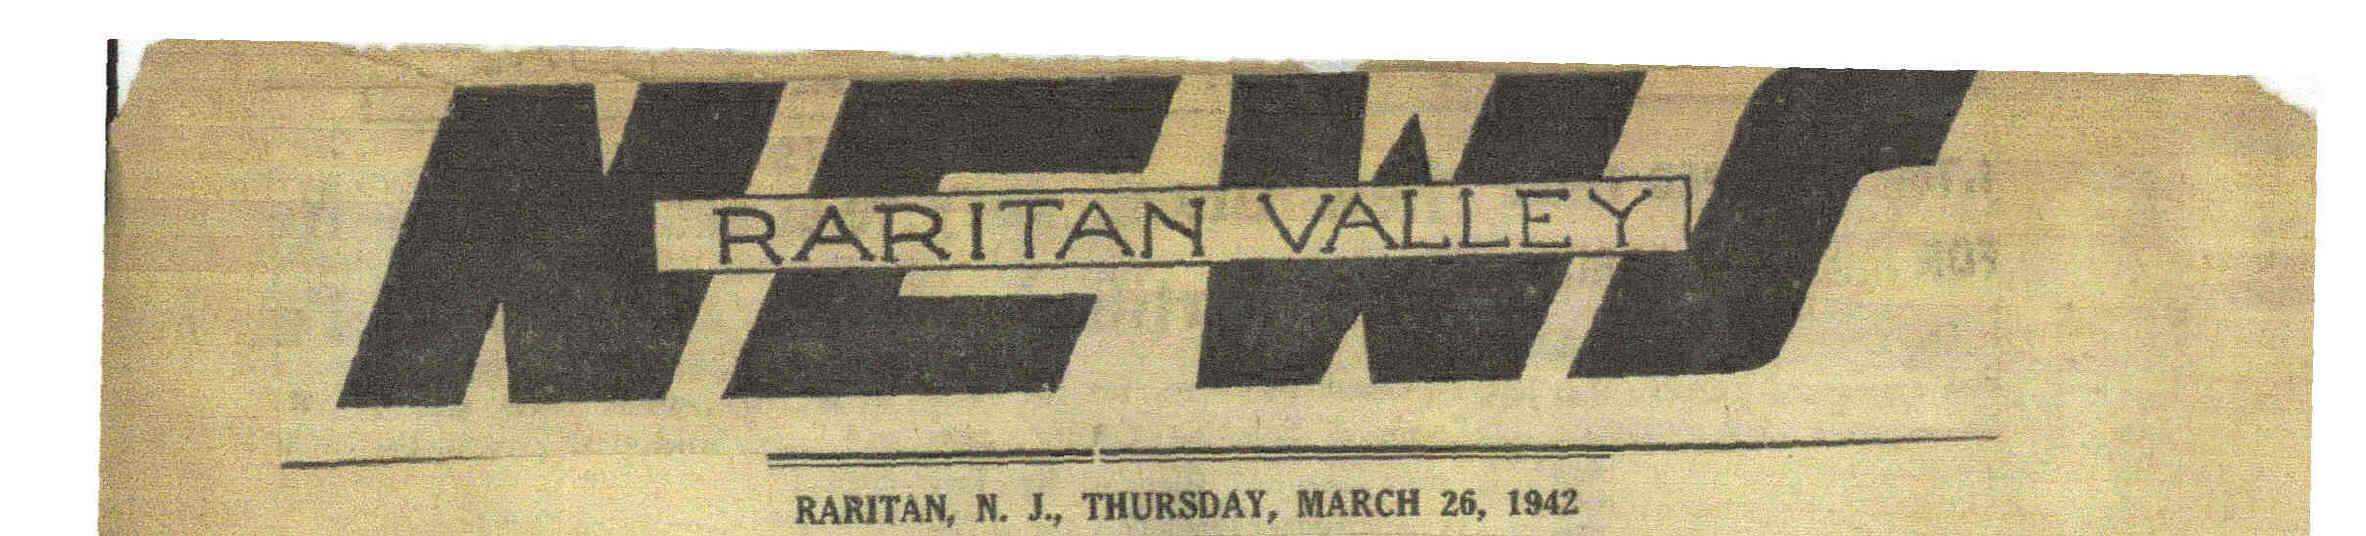 NEWS
RARITAN VALLEY
RARITAN, N. J., THURSDAY, MARCH 26, 1942